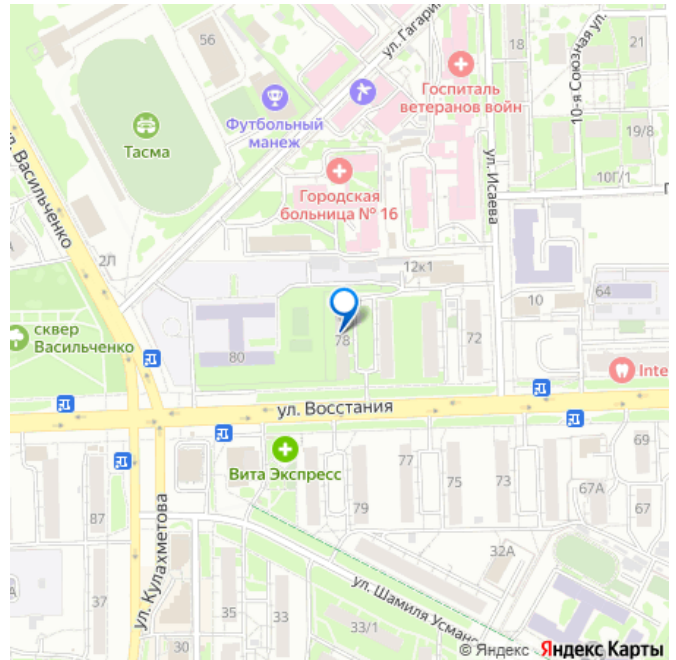 56
ул. Гагари
18
21
10-я Союзная ул.
Госпиталь
ветеранов войн
Футбольный
манеж
Тасма
19/8
ул. Васильченко
ул. Исаева
10Г/1
Городская
больница № 16
2Л
12к1
10
64
сквер
Васильченко
78
72
80
Inte
ул. Восстания
Вита Экспресс
77
75
73
69
67А
67
79
87
ул. Кулахметова
32А
ул. Шамиля Усмано
37
35
33
33/1
30
© Яндекс Яндекс Карты